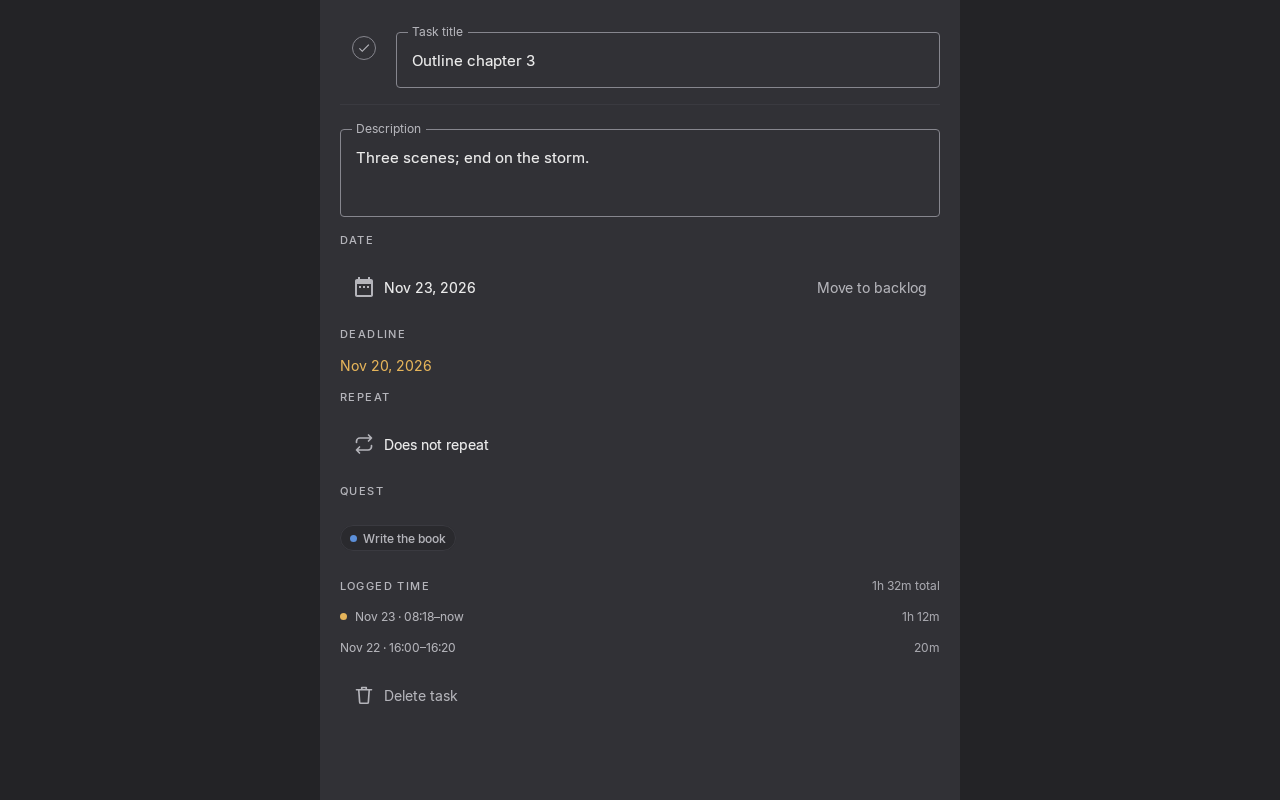 Task title
Outline chapter 3
Description
Three scenes; end on the storm.
DATE
Nov 23, 2026 Move to backlog
DEADLINE
Nov 20, 2026
REPEAT
Does not repeat
QUEST
Write the book
LOGGED TIME 1h 32m total
Nov 23 · 08:18–now 1h 12m
Nov 22 · 16:00–16:20 20m
Delete task